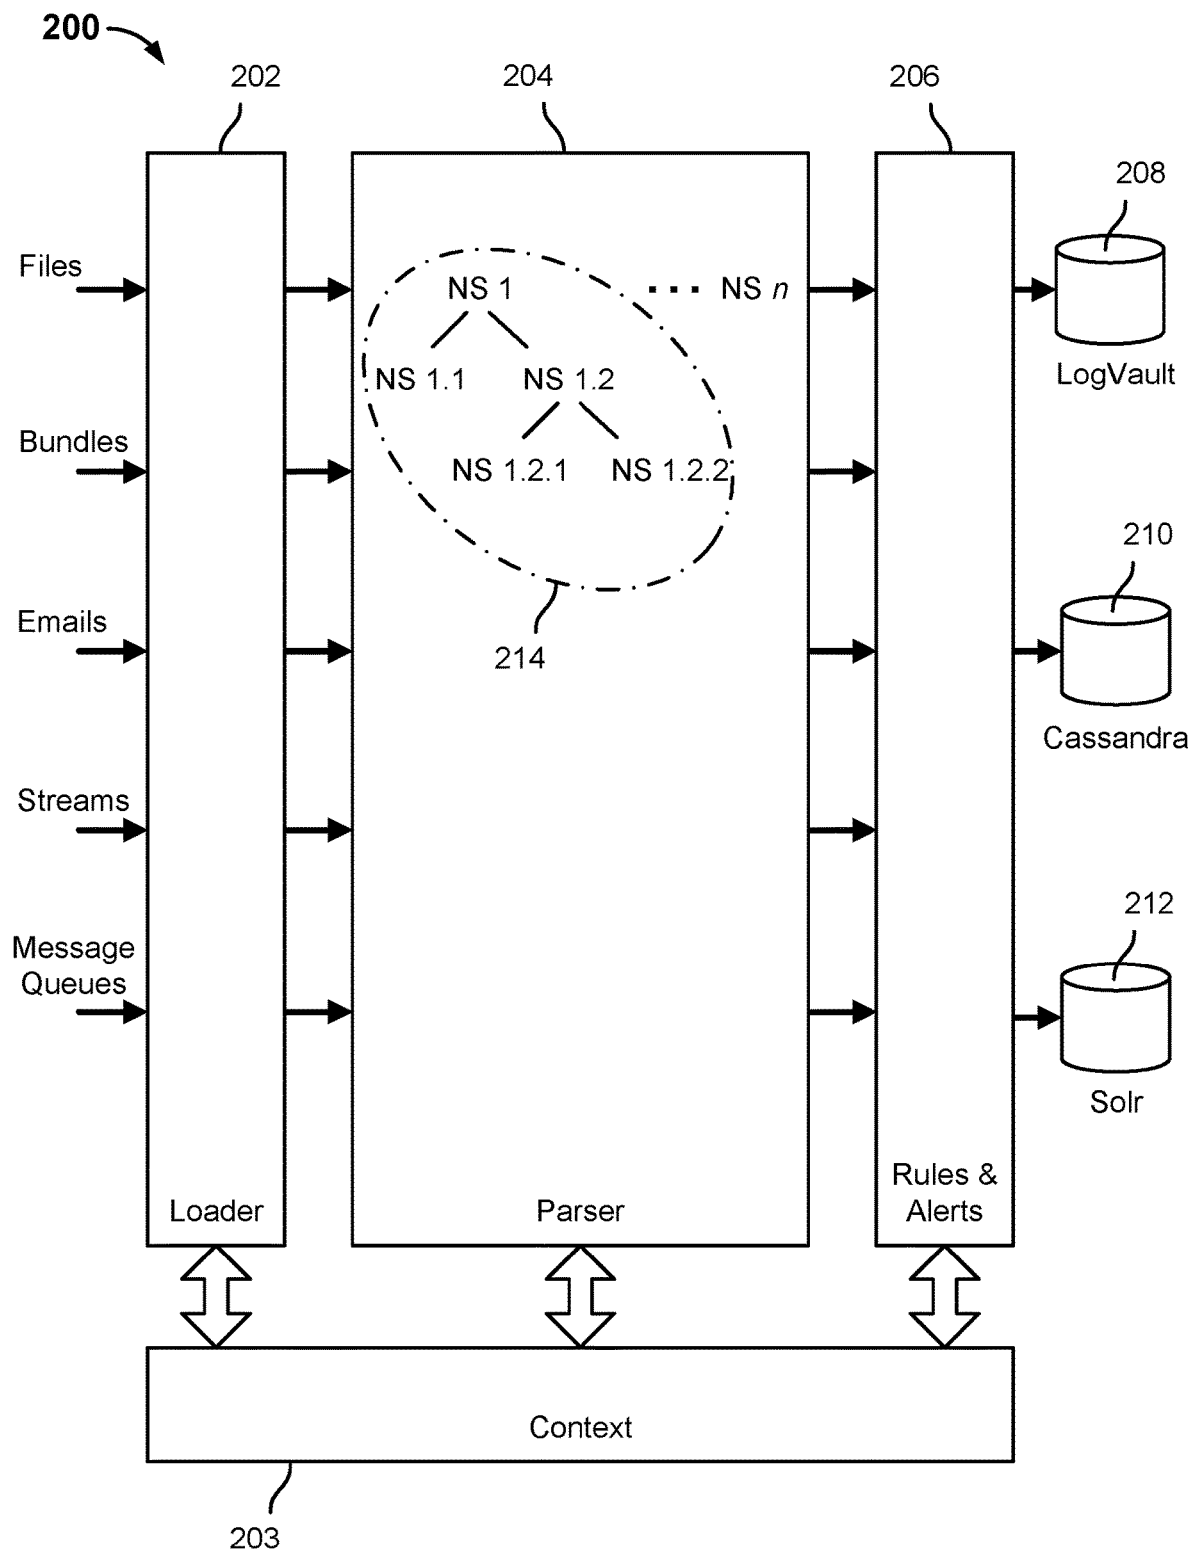 200
202
204
206
208
Files
NS 1
▪ ▪ ▪ NS n
LogVault
NS 1.1
NS 1.2
Bundles
NS 1.2.1
NS 1.2.2
210
Emails
214
Cassandra
Streams
212
Message
Queues
Solr
Loader
Parser
Rules &
Alerts
Context
203